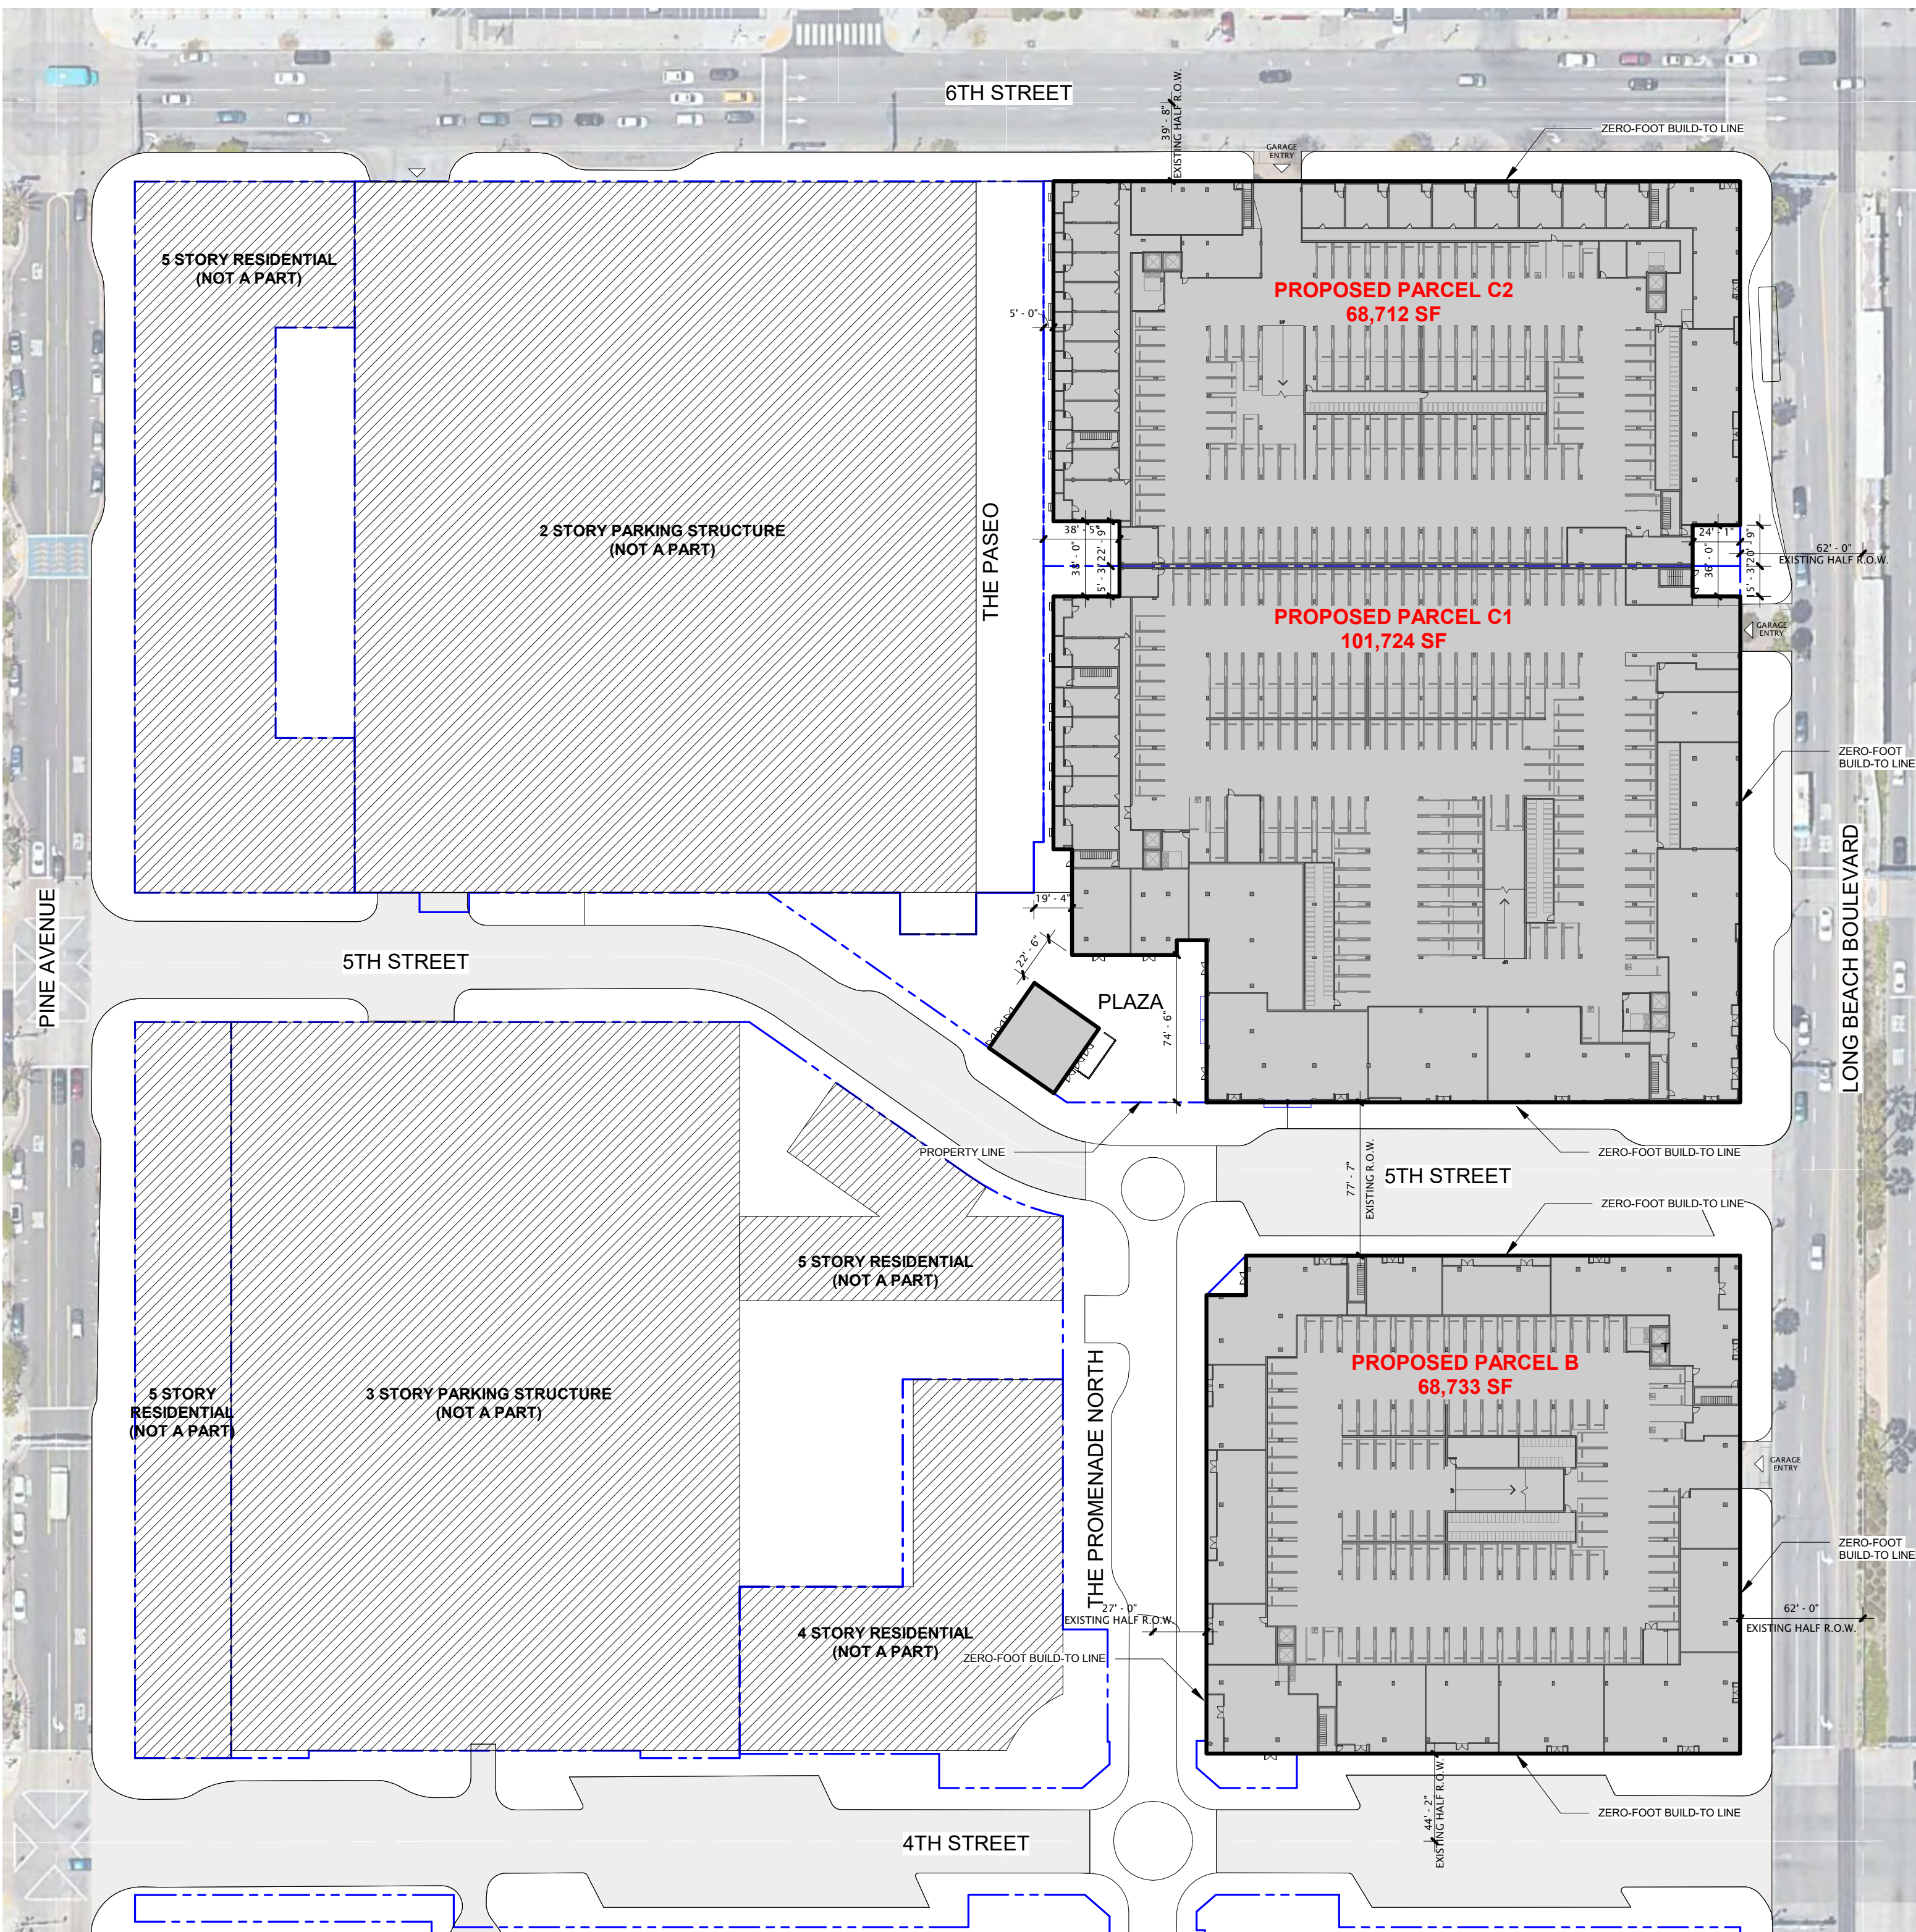 6TH STREET
39' - 8"
EXISTING HALF R.O.W.
ZERO-FOOT BUILD-TO LINE
GARAGE
ENTRY
5 STORY RESIDENTIAL
(NOT A PART)
PROPOSED PARCEL C2
68,712 SF
5' - 0"
2 STORY PARKING STRUCTURE
(NOT A PART)
THE PASEO
38' - 5"
38' - 0"
22' - 9"
24' - 1"
36' - 0"
20' - 9"
15' - 3"
62' - 0"
EXISTING HALF R.O.W.
PROPOSED PARCEL C1
101,724 SF
GARAGE
ENTRY
ZERO-FOOT
BUILD-TO LINE
LONG BEACH BOULEVARD
PINE AVENUE
19' - 4"
22' - 6"
5TH STREET
PLAZA
74' - 6"
PROPERTY LINE
ZERO-FOOT BUILD-TO LINE
77' - 7"
EXISTING R.O.W.
5TH STREET
ZERO-FOOT BUILD-TO LINE
5 STORY RESIDENTIAL
(NOT A PART)
PROPOSED PARCEL B
68,733 SF
5 STORY
RESIDENTIAL
(NOT A PART)
3 STORY PARKING STRUCTURE
(NOT A PART)
THE PROMENADE NORTH
GARAGE
ENTRY
ZERO-FOOT
BUILD-TO LINE
27' - 0"
EXISTING HALF R.O.W.
62' - 0"
EXISTING HALF R.O.W.
4 STORY RESIDENTIAL
(NOT A PART)
ZERO-FOOT BUILD-TO LINE
44' - 2"
EXISTING HALF R.O.W.
ZERO-FOOT BUILD-TO LINE
4TH STREET